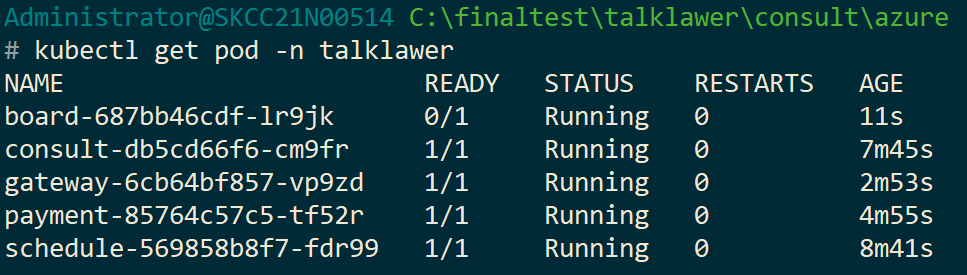 Administrator@SKCC21N00514 C:\finaltest\talklawer\consult\azure
# kubectl get pod -n talklawer
NAME READY STATUS RESTARTS AGE
board-687bb46cdf-lr9jk 0/1 Running 0 11s
consult-db5cd66f6-cm9fr 1/1 Running 0 7m45s
gateway-6cb64bf857-vp9zd 1/1 Running 0 2m53s
payment-85764c57c5-tf52r 1/1 Running 0 4m55s
schedule-569858b8f7-fdr99 1/1 Running 0 8m41s